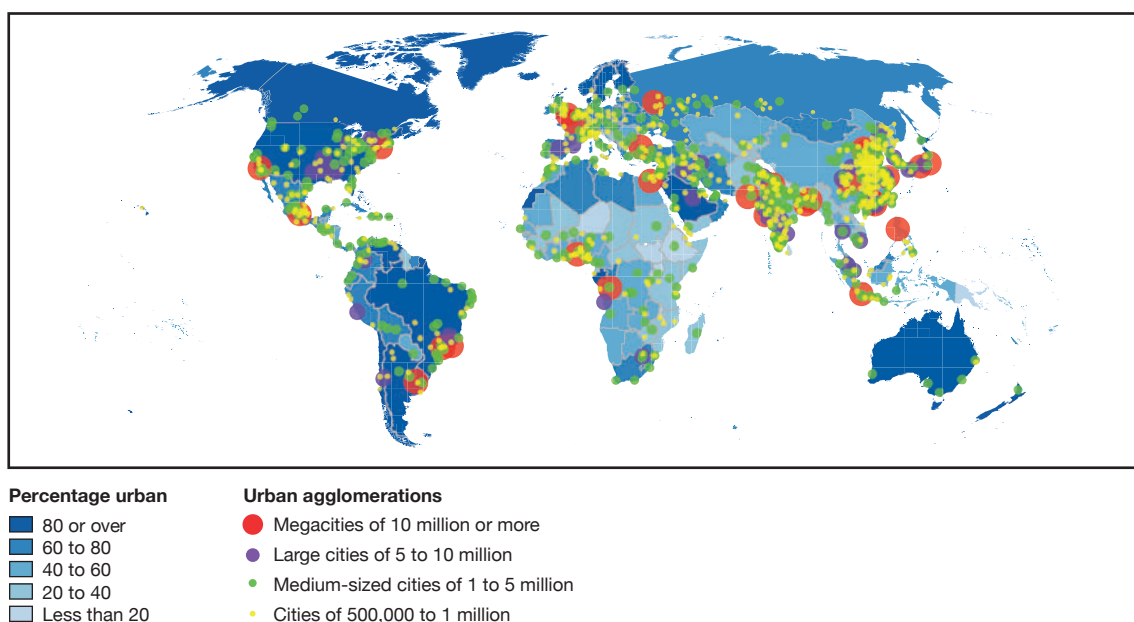 Percentage urban
80 or over
60 to 80
40 to 60
20 to 40
Less than 20
Urban agglomerations
Megacities of 10 million or more
Large cities of 5 to 10 million
Medium-sized cities of 1 to 5 million
Cities of 500,000 to 1 million